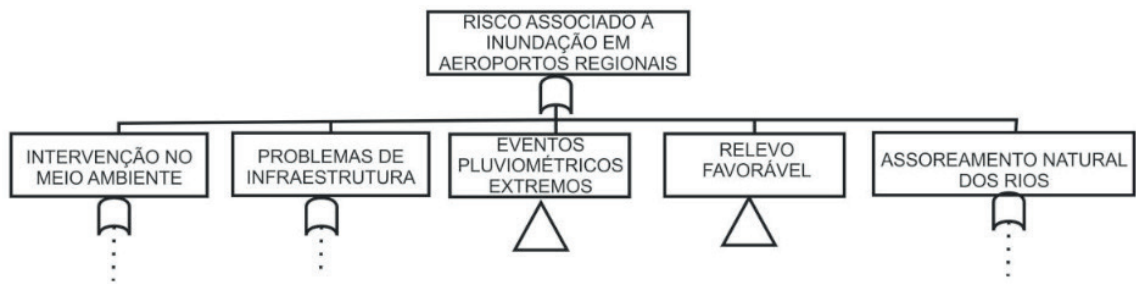 RISCO ASSOCIADO À
INUNDAÇÃO EM
AEROPORTOS REGIONAIS
INTERVENÇÃO NO
MEIO AMBIENTE
PROBLEMAS DE
INFRAESTRUTURA
EVENTOS
PLUVIOMÉTRICOS
EXTREMOS
RELEVO
FAVORÁVEL
ASSOREAMENTO NATURAL
DOS RIOS